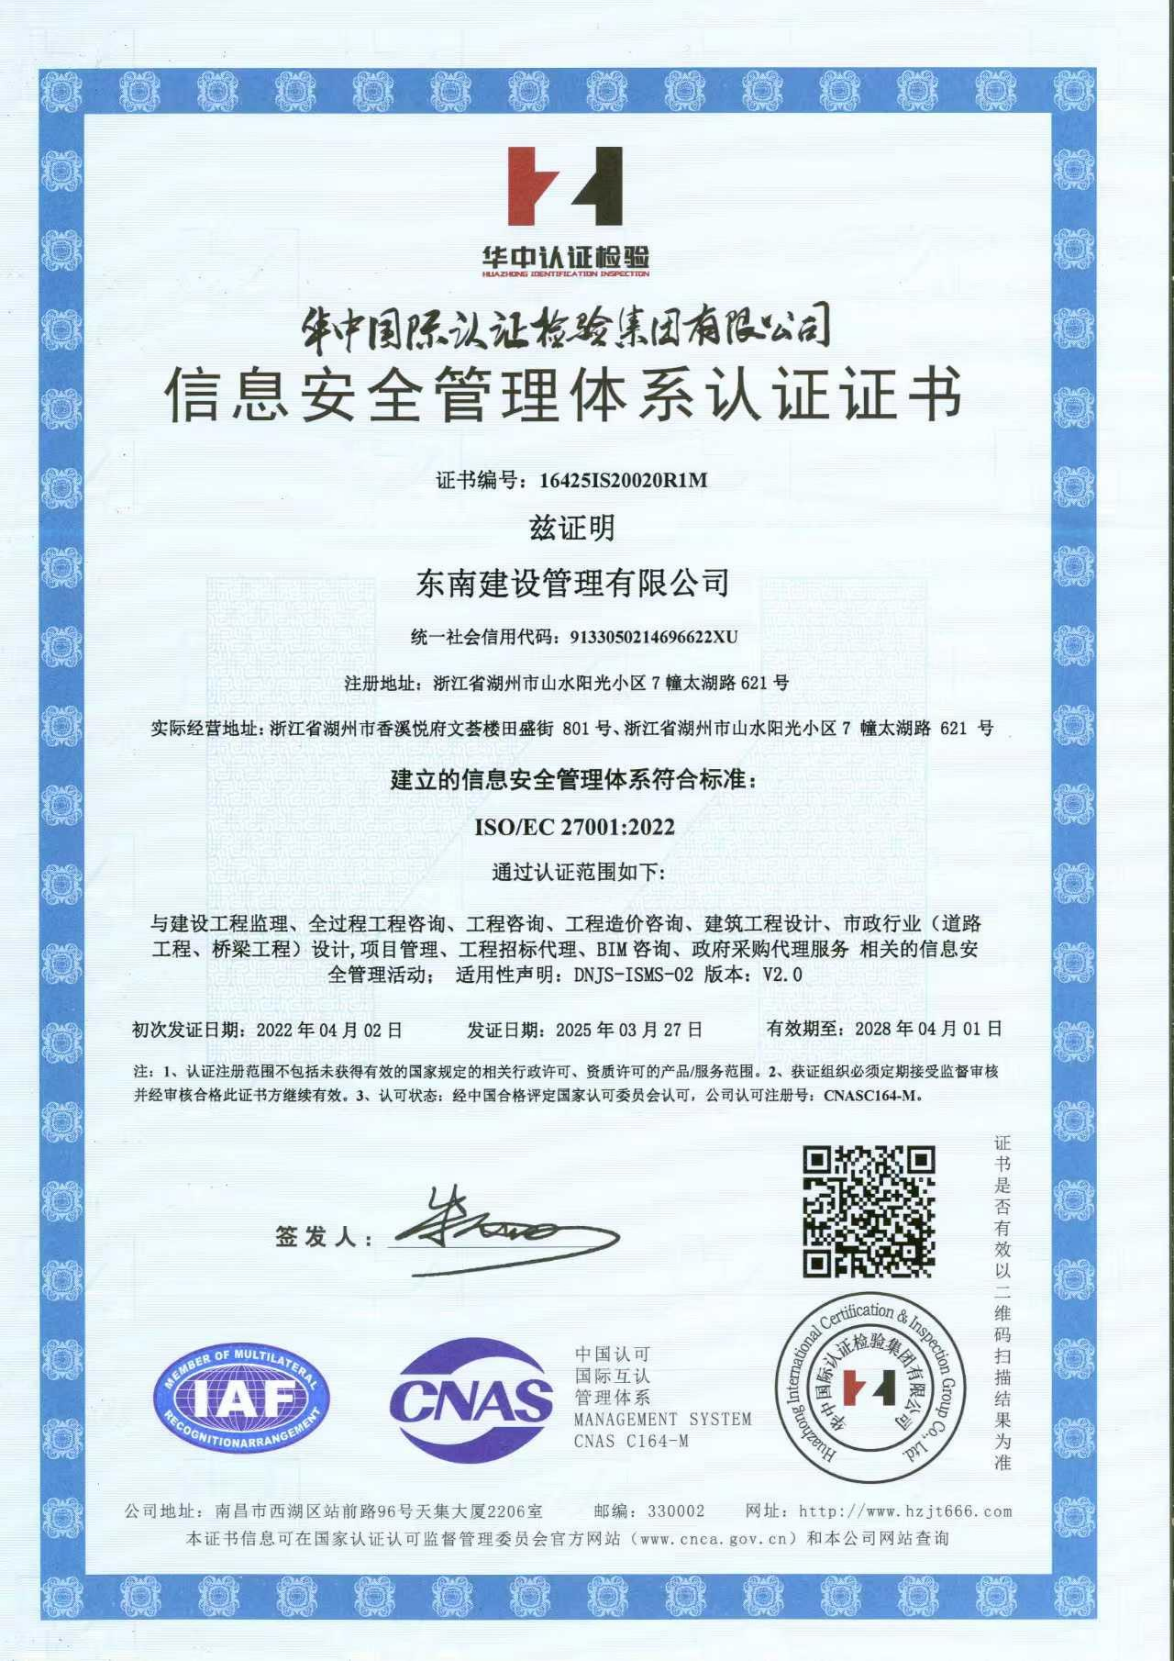 华中认证检验
HUAZHONG IDENTIFICATION INSPECTION
华中国际认证检验集团有限公司
信息安全管理体系认证证书
证书编号：16425IS20020R1M
兹证明
东南建设管理有限公司
统一社会信用代码：9133050214696622XU
注册地址：浙江省湖州市山水阳光小区 7 幢太湖路 621 号
实际经营地址：浙江省湖州市香溪悦府文荟楼田盛街 801 号、浙江省湖州市山水阳光小区 7 幢太湖路 621 号
建立的信息安全管理体系符合标准：
ISO/EC 27001:2022
通过认证范围如下:
与建设工程监理、全过程工程咨询、工程咨询、工程造价咨询、建筑工程设计、市政行业（道路
工程、桥梁工程）设计,项目管理、工程招标代理、BIM 咨询、政府采购代理服务 相关的信息安
全管理活动； 适用性声明：DNJS-ISMS-02 版本：V2.0
初次发证日期：2022 年 04 月 02 日 发证日期：2025 年 03 月 27 日 有效期至：2028 年 04 月 01 日
注：1、认证注册范围不包括未获得有效的国家规定的相关行政许可、资质许可的产品/服务范围。2、获证组织必须定期接受监督审核
并经审核合格此证书方继续有效。3、认可状态：经中国合格评定国家认可委员会认可，公司认可注册号：CNASC164-M。
证书是否有效以二维码扫描结果为准
签发人：
MEMBER OF MULTILATERAL
IAF
RECOGNITIONARRANGEMENT
CNAS
中国认可
国际互认
管理体系
MANAGEMENT SYSTEM
CNAS C164-M
Huazhong International Certification & Inspection Group Co., Ltd.
华中国际认证检验集团有限公司
公司地址：南昌市西湖区站前路96号天集大厦2206室 邮编：330002 网址：http://www.hzjt666.com
本证书信息可在国家认证认可监督管理委员会官方网站（www.cnca.gov.cn）和本公司网站查询